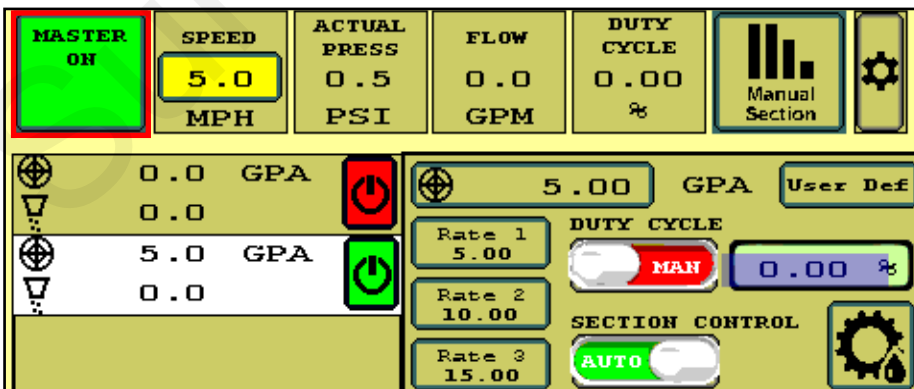 MASTER
ON
SPEED
5.0
MPH
ACTUAL
PRESS
0.5
PSI
FLOW
0.0
GPM
DUTY
CYCLE
0.00
%
Manual
Section
0.0 GPA
0.0
5.0 GPA
0.0
5.00 GPA
User Def
Rate 1
5.00
Rate 2
10.00
Rate 3
15.00
DUTY CYCLE
MAN
0.00 %
SECTION CONTROL
AUTO